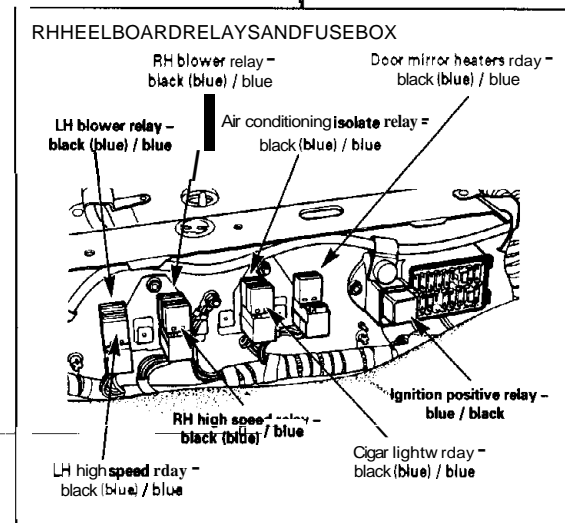 RHHEELBOARDRELAYSANDFUSEBOX
RH blower relay –
black (blue) / blue
Door mirror heaters rday –
black (blue) / blue
LH blower relay –
black (blue) / blue
Air conditioning isolate relay =
black (blue) / blue
Ignition positive relay –
blue / black
RH high speed relay –
black (blue) / blue
Cigar lightw rday –
black (blue) / blue
LH high speed rday –
black (blue) / blue